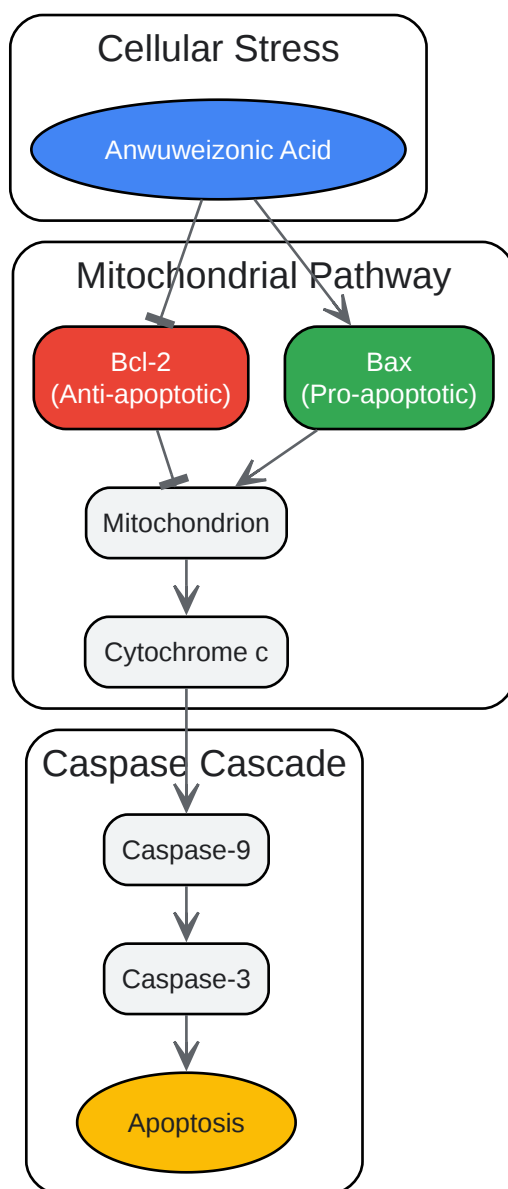 Cellular Stress
Anwuweizonic Acid
Mitochondrial Pathway
Bcl-2
(Anti-apoptotic)
Bax
(Pro-apoptotic)
Mitochondrion
Cytochrome c
Caspase Cascade
Caspase-9
Caspase-3
Apoptosis